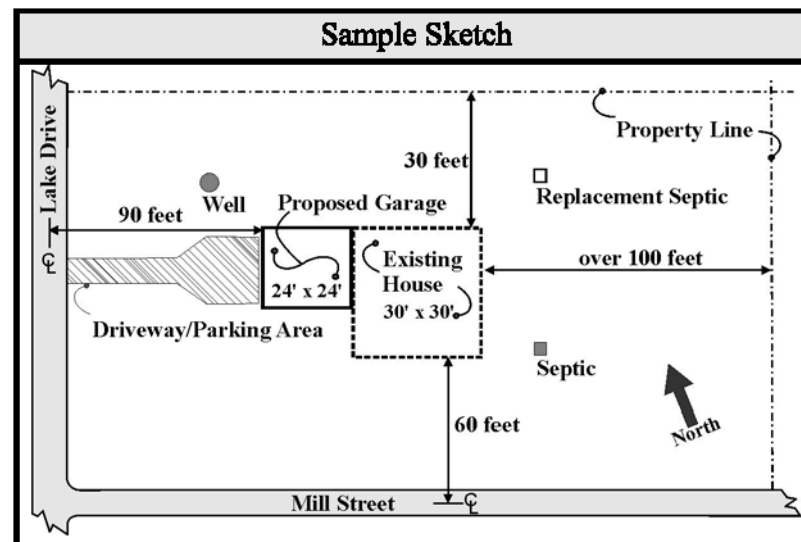 Sample Sketch
Lake Drive
℄
Property Line
30 feet
Replacement Septic
Well
Proposed Garage
90 feet
24' x 24'
Existing
House
30' x 30'
over 100 feet
Driveway/Parking Area
Septic
North
60 feet
Mill Street
℄